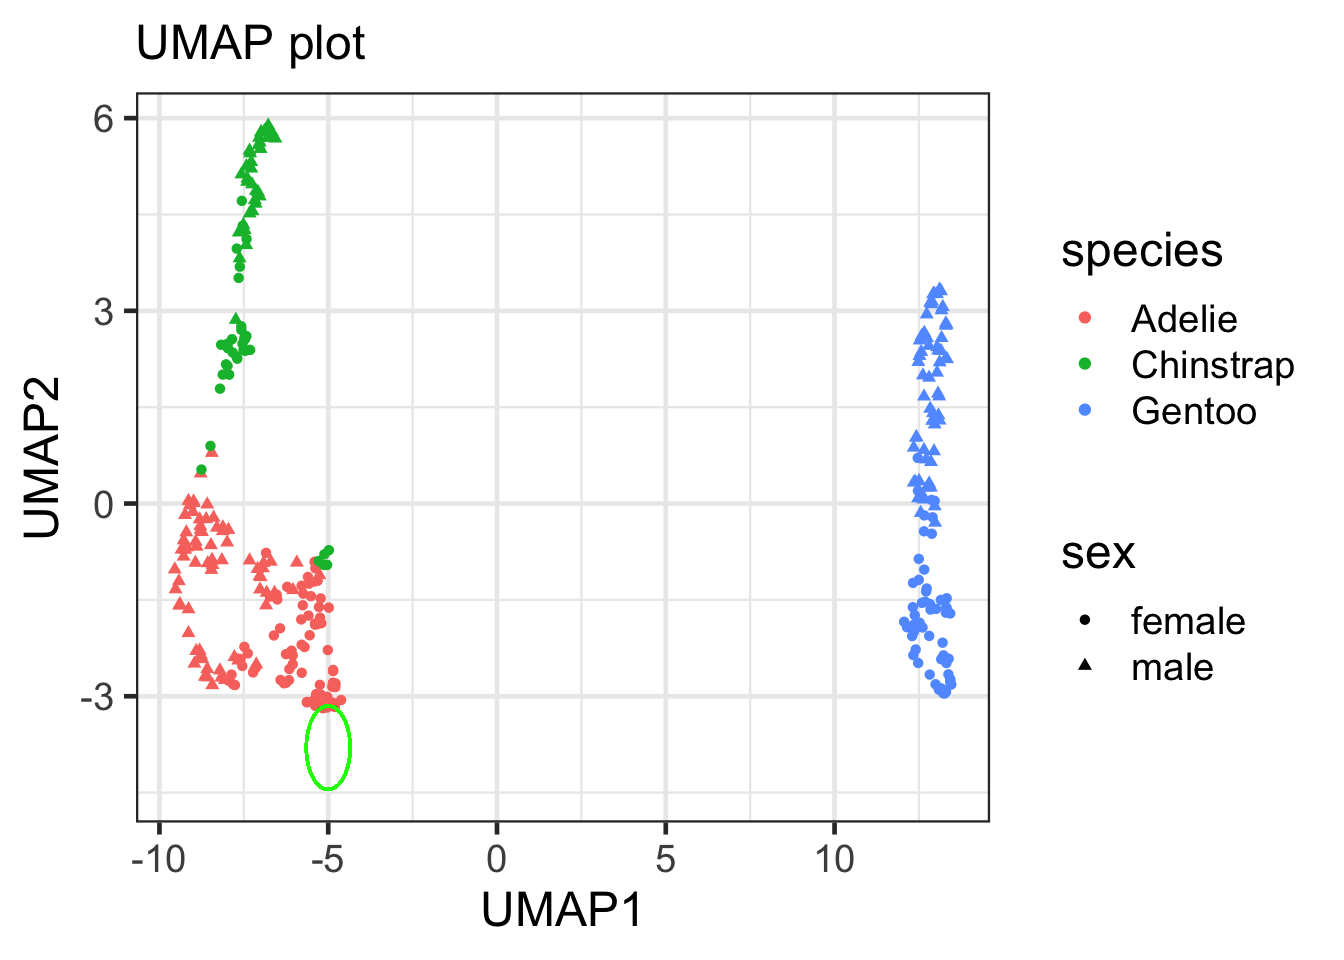 UMAP plot
6
3
0
-3
UMAP2
-10 -5 0 5 10
UMAP1
species
Adelie
Chinstrap
Gentoo
sex
female
male